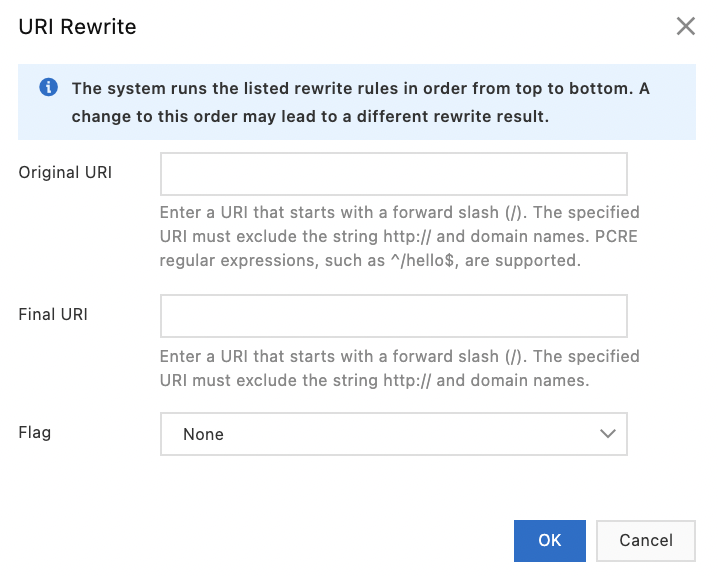 URI Rewrite
The system runs the listed rewrite rules in order from top to bottom. A
change to this order may lead to a different rewrite result.
Original URI
Enter a URI that starts with a forward slash (/). The specified
URI must exclude the string http:// and domain names. PCRE
regular expressions, such as ^/hello$, are supported.
Final URI
Enter a URI that starts with a forward slash (/). The specified
URI must exclude the string http:// and domain names.
Flag
None
OK
Cancel